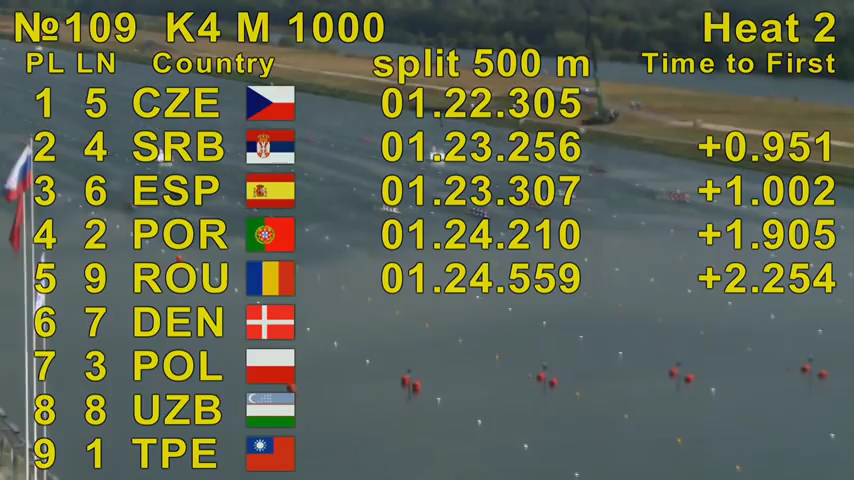 №109 K4 M 1000 Heat 2
PL LN Country split 500 m Time to First
1 5 CZE 01.22.305
2 4 SRB 01.23.256 +0.951
3 6 ESP 01.23.307 +1.002
4 2 POR 01.24.210 +1.905
5 9 ROU 01.24.559 +2.254
6 7 DEN
7 3 POL
8 8 UZB
9 1 TPE